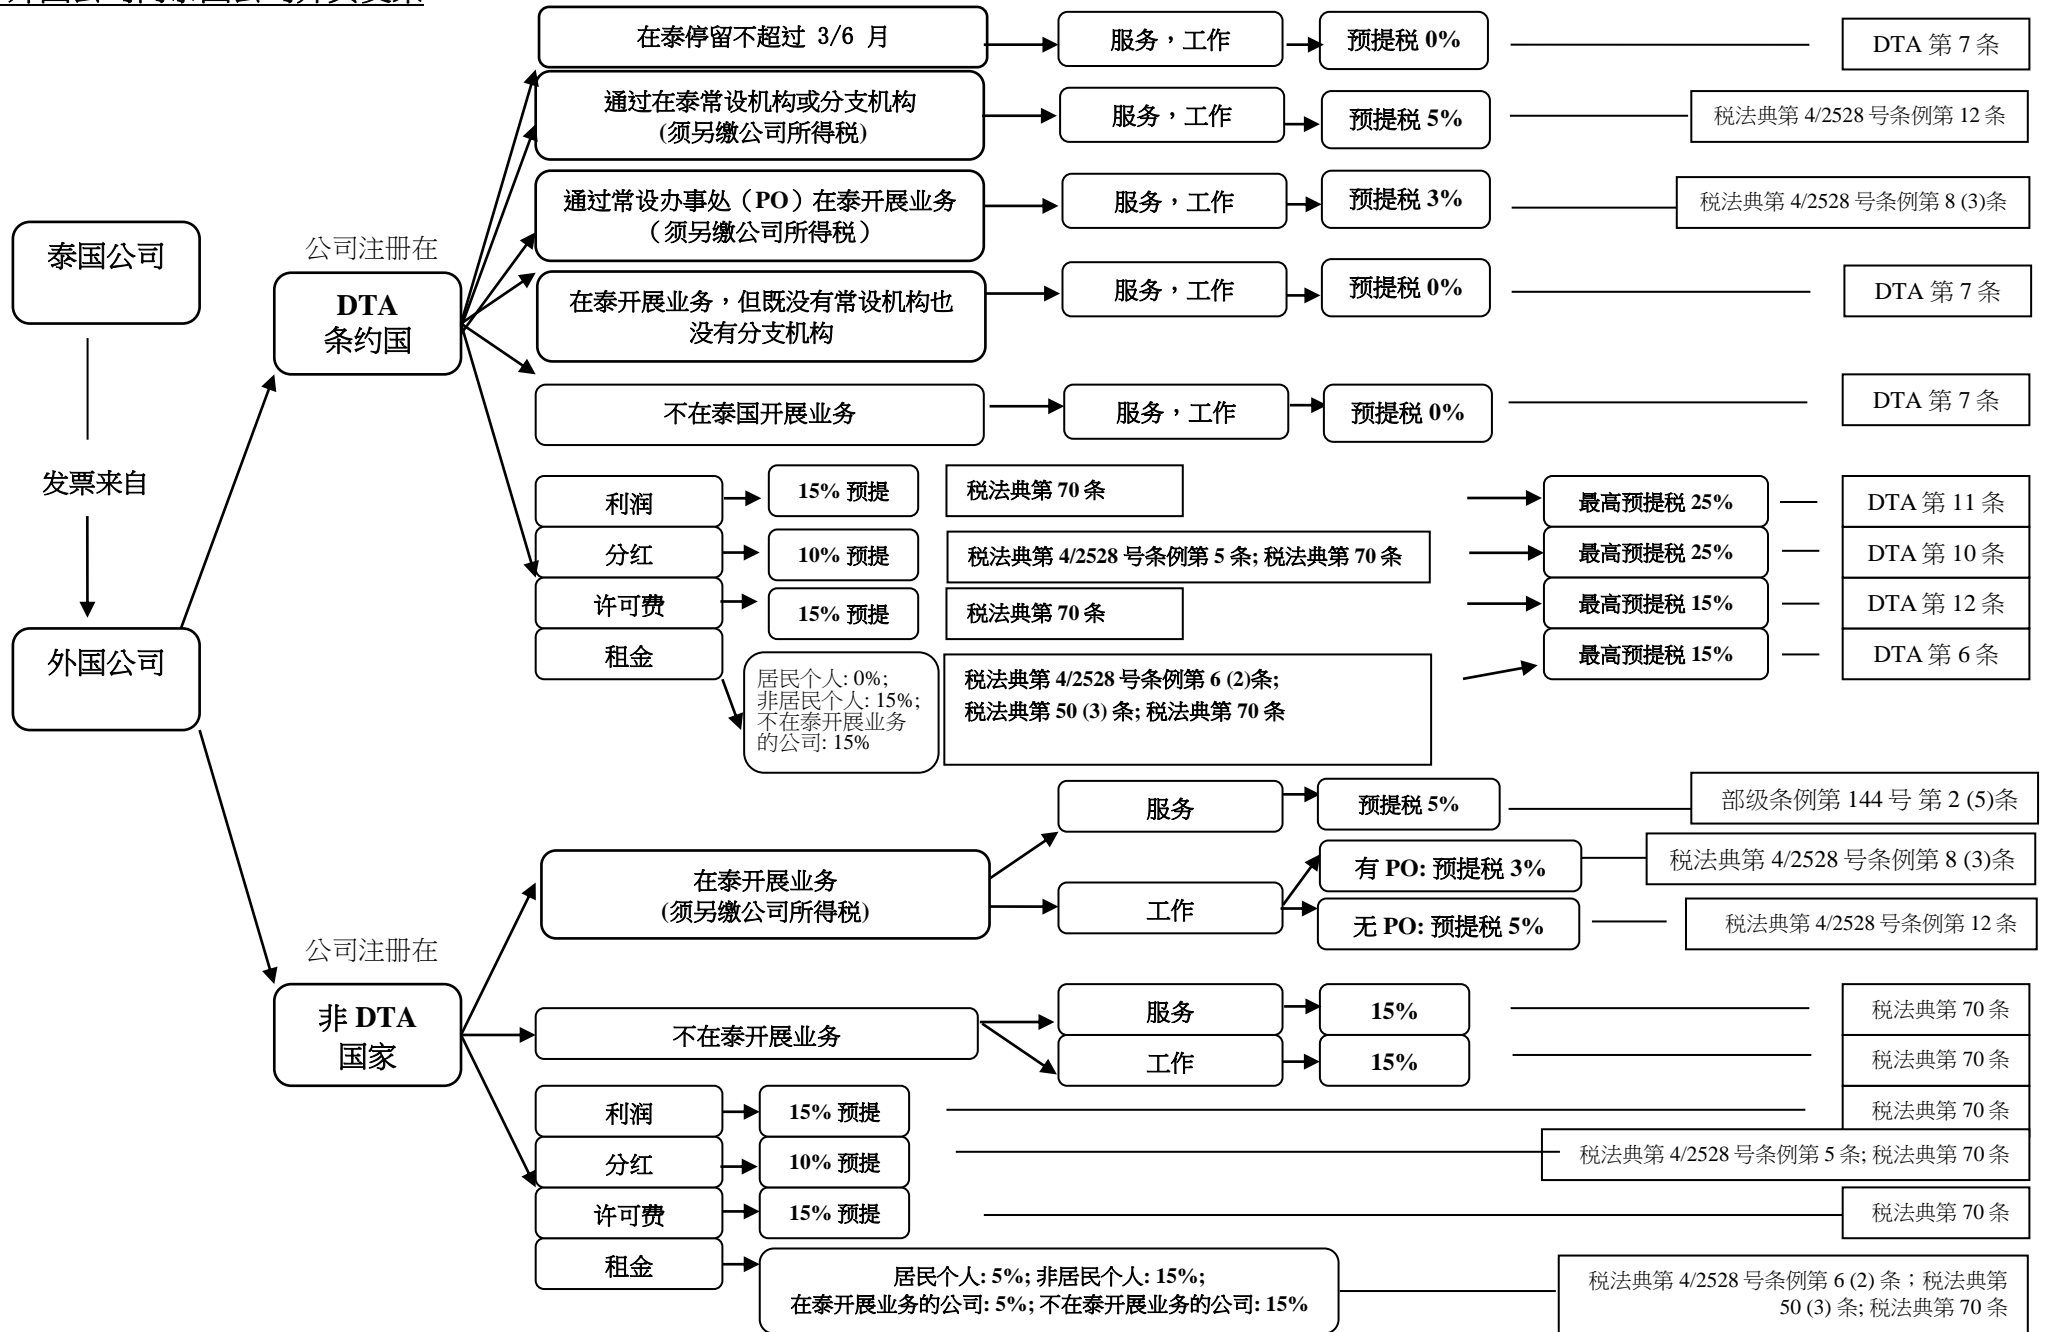 在泰停留不超过 3/6 月
服务，工作
预提税 0%
DTA 第 7 条
通过在泰常设机构或分支机构
(须另缴公司所得税)
服务，工作
预提税 5%
税法典第 4/2528 号条例第 12 条
通过常设办事处（PO）在泰开展业务
（须另缴公司所得税）
服务，工作
预提税 3%
税法典第 4/2528 号条例第 8 (3)条
泰国公司
公司注册在
DTA
条约国
在泰开展业务，但既没有常设机构也
没有分支机构
服务，工作
预提税 0%
DTA 第 7 条
不在泰国开展业务
服务，工作
预提税 0%
DTA 第 7 条
发票来自
利润
15% 预提
税法典第 70 条
最高预提税 25%
DTA 第 11 条
分红
10% 预提
税法典第 4/2528 号条例第 5 条; 税法典第 70 条
最高预提税 25%
DTA 第 10 条
许可费
15% 预提
税法典第 70 条
最高预提税 15%
DTA 第 12 条
外国公司
租金
居民个人: 0%;
非居民个人: 15%;
不在泰开展业务
的公司: 15%
税法典第 4/2528 号条例第 6 (2)条;
税法典第 50 (3) 条; 税法典第 70 条
最高预提税 15%
DTA 第 6 条
服务
预提税 5%
部级条例第 144 号 第 2 (5)条
在泰开展业务
(须另缴公司所得税)
工作
有 PO: 预提税 3%
税法典第 4/2528 号条例第 8 (3)条
无 PO: 预提税 5%
税法典第 4/2528 号条例第 12 条
公司注册在
非 DTA
国家
不在泰开展业务
服务
15%
税法典第 70 条
工作
15%
税法典第 70 条
利润
15% 预提
税法典第 70 条
分红
10% 预提
税法典第 4/2528 号条例第 5 条; 税法典第 70 条
许可费
15% 预提
税法典第 70 条
租金
居民个人: 5%; 非居民个人: 15%;
在泰开展业务的公司: 5%; 不在泰开展业务的公司: 15%
税法典第 4/2528 号条例第 6 (2) 条；税法典第
50 (3) 条; 税法典第 70 条